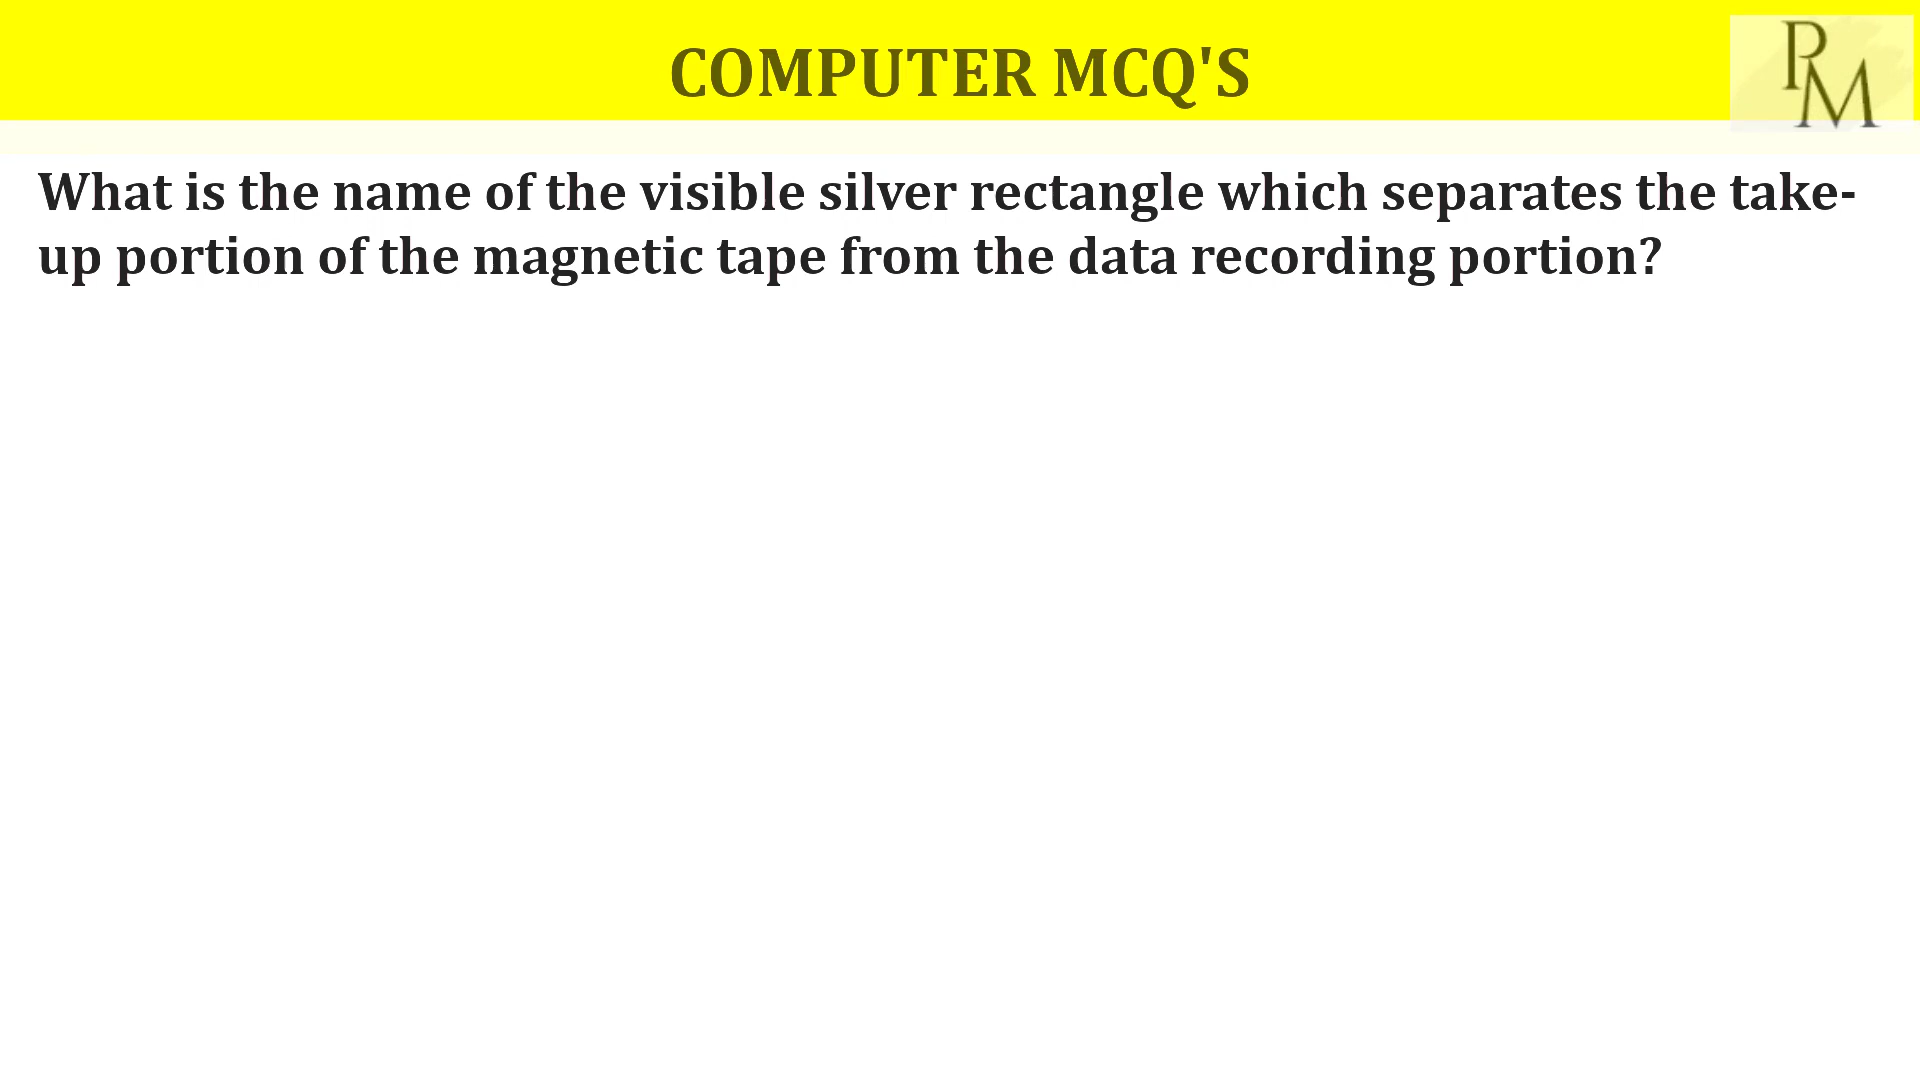 COMPUTER MCQ'S
PM
What is the name of the visible silver rectangle which separates the take-
up portion of the magnetic tape from the data recording portion?